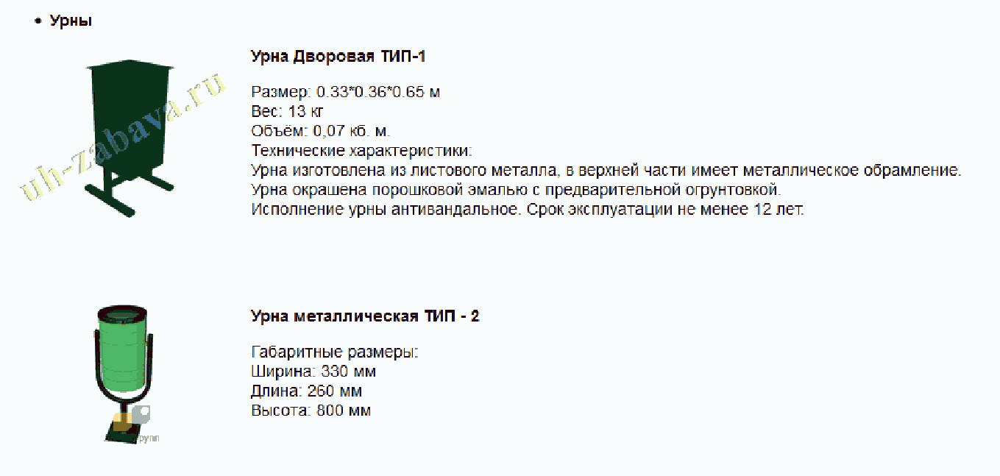 • Урны
Урна Дворовая ТИП-1
Размер: 0.33*0.36*0.65 м
Вес: 13 кг
Объём: 0,07 кб. м.
Технические характеристики:
Урна изготовлена из листового металла, в верхней части имеет металлическое обрамление.
Урна окрашена порошковой эмалью с предварительной огрунтовкой.
Исполнение урны антивандальное. Срок эксплуатации не менее 12 лет.
uh-zabava.ru
Урна металлическая ТИП - 2
Габаритные размеры:
Ширина: 330 мм
Длина: 260 мм
Высота: 800 мм